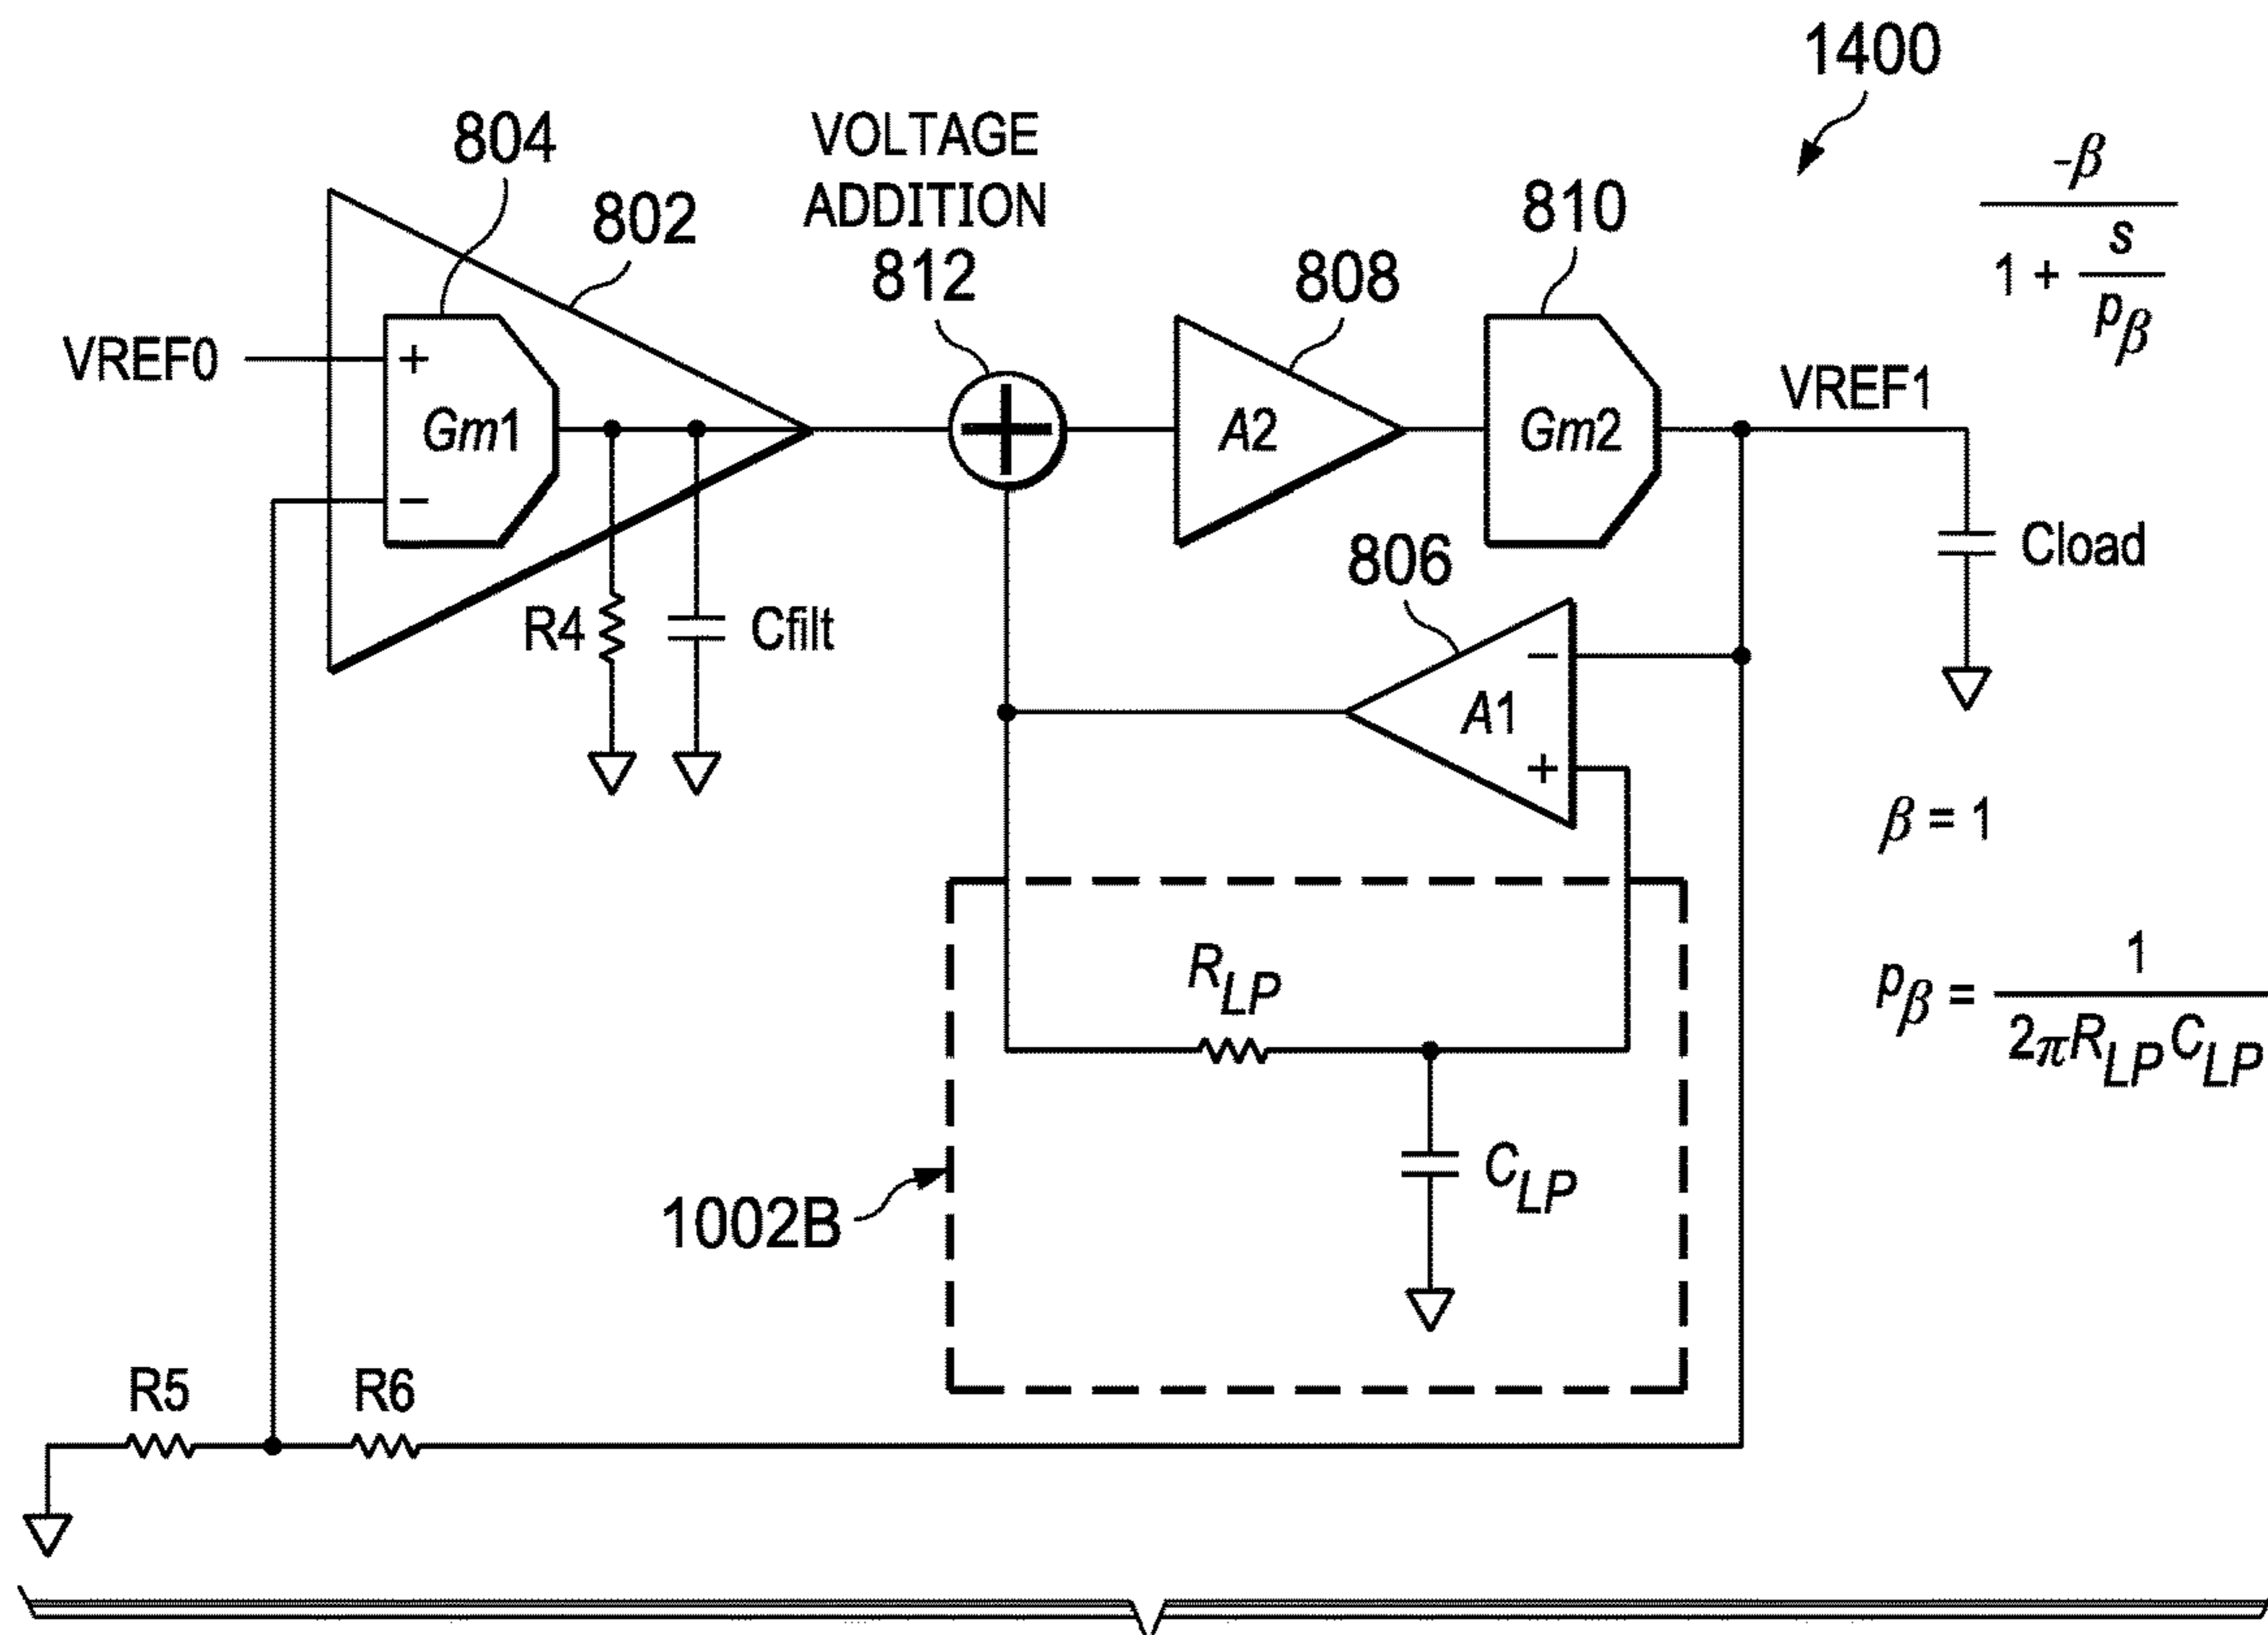 1400
804
802
VOLTAGE
ADDITION
812
808
810
-β
1 + s
pβ
VREF0
+
−
Gm1
A2
Gm2
VREF1
Cload
806
R4
Cfilt
−
A1
+
β = 1
RLP
pβ = 1
2πRLPCLP
CLP
1002B
R5
R6